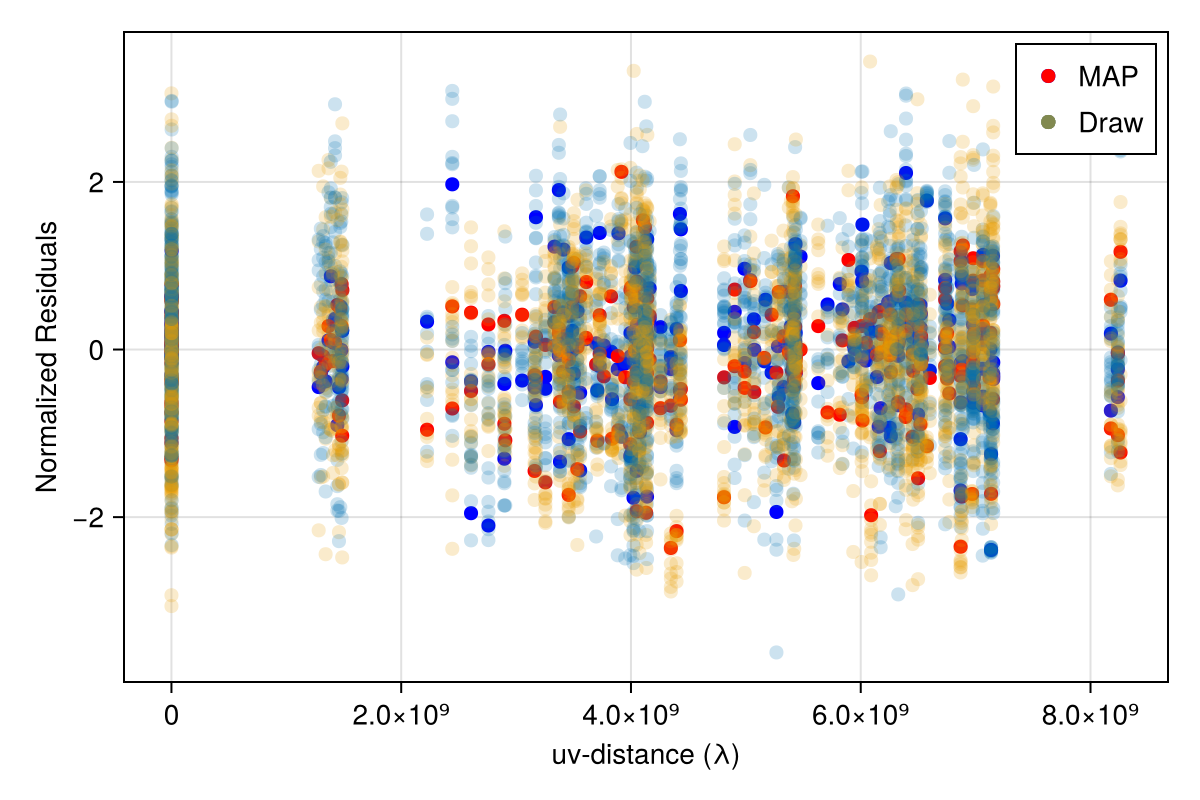 MAP
Draw
2
0
−2
Normalized Residuals
0
2.0×10⁹
4.0×10⁹
6.0×10⁹
8.0×10⁹
uv-distance (λ)